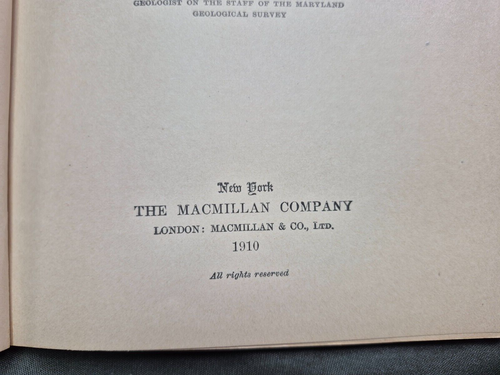 GEOLOGIST ON THE STAFF OF THE MARYLAND
GEOLOGICAL SURVEY
New York
THE MACMILLAN COMPANY
LONDON: MACMILLAN & CO., LTD.
1910
All rights reserved